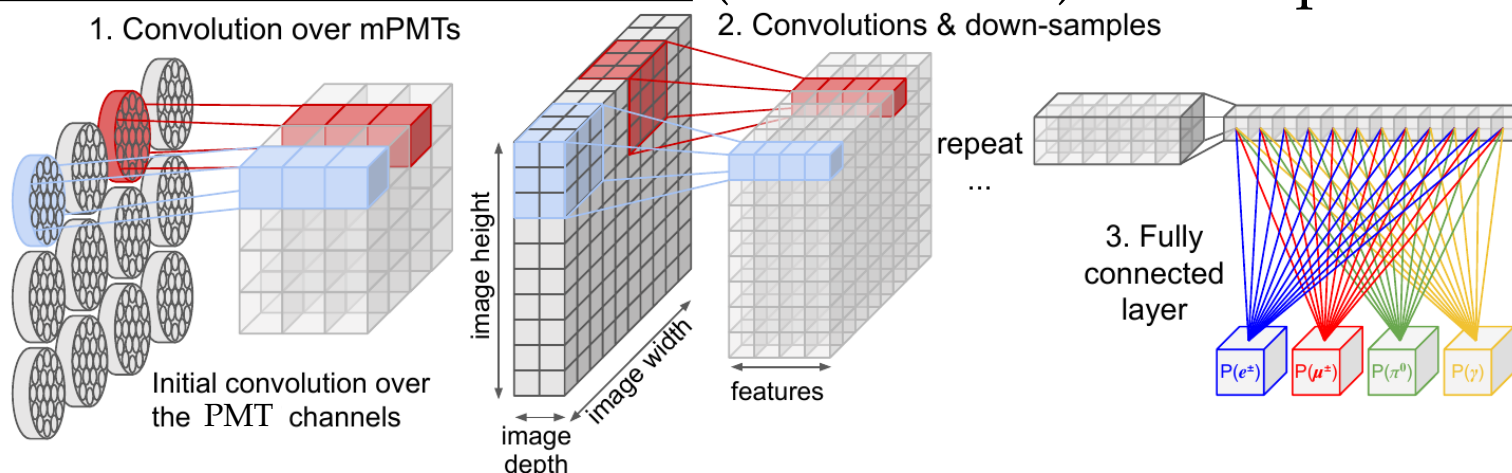 1. Convolution over mPMTs
Initial convolution over
the PMT channels
2. Convolutions & down-samples
image height
image width
image
depth
features
repeat
...
3. Fully
connected
layer
P(e±)
P(μ±)
P(π⁰)
P(γ)